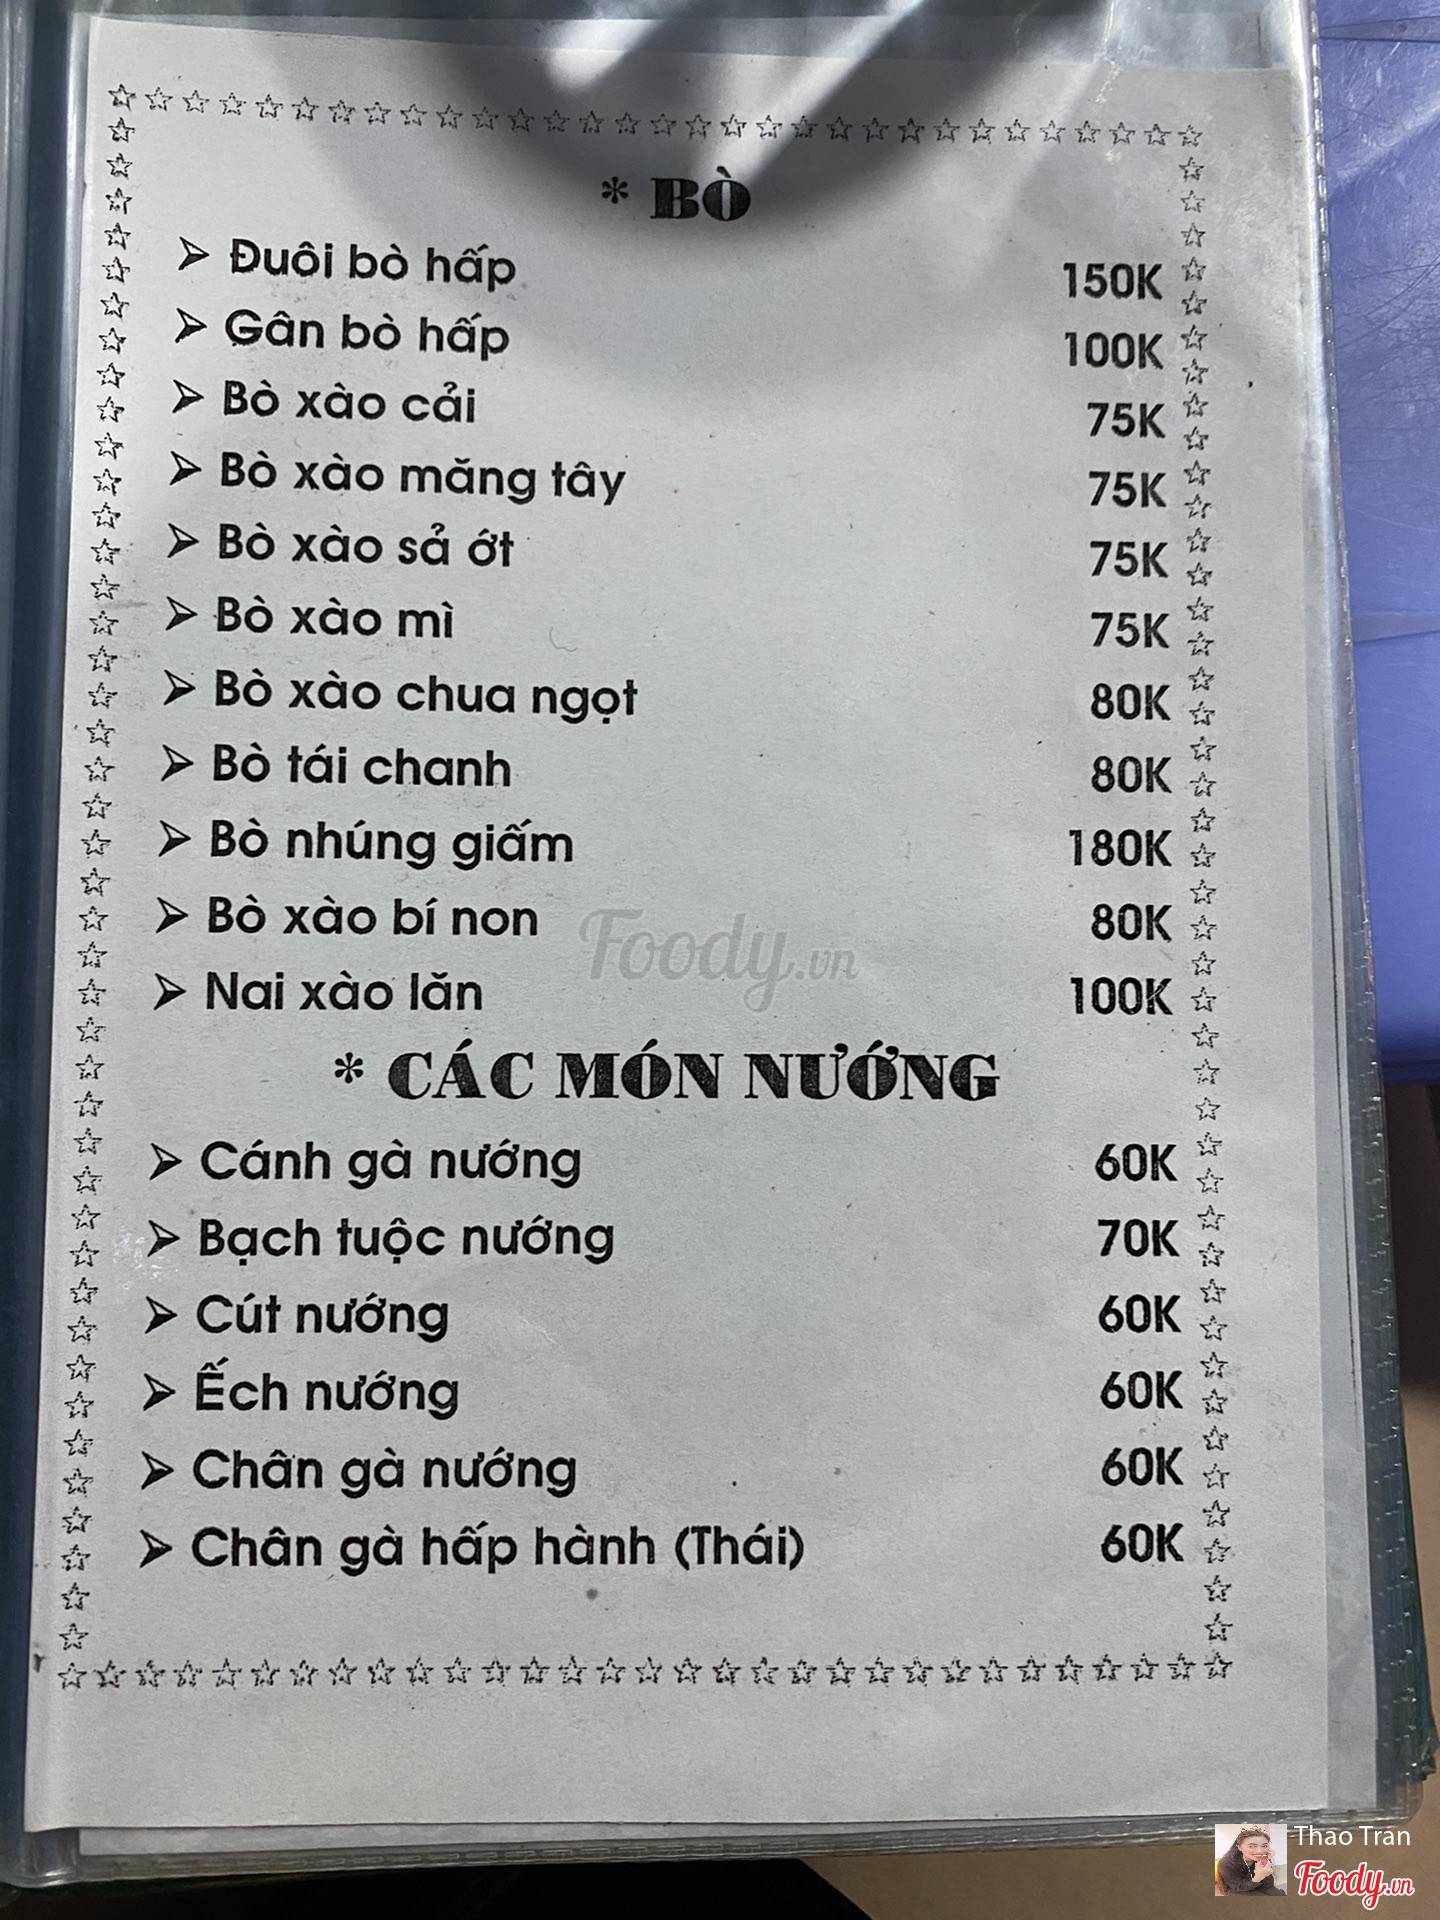 * BÒ
Đuôi bò hấp 150K
Gân bò hấp 100K
Bò xào cải 75K
Bò xào măng tây 75K
Bò xào sả ớt 75K
Bò xào mì 75K
Bò xào chua ngọt 80K
Bò tái chanh 80K
Bò nhúng giấm 180K
Bò xào bí non 80K
Foody.vn
Nai xào lăn 100K
* CÁC MÓN NƯỚNG
Cánh gà nướng 60K
Bạch tuộc nướng 70K
Cút nướng 60K
Ếch nướng 60K
Chân gà nướng 60K
Chân gà hấp hành (Thái) 60K
Thao Tran
Foody.vn